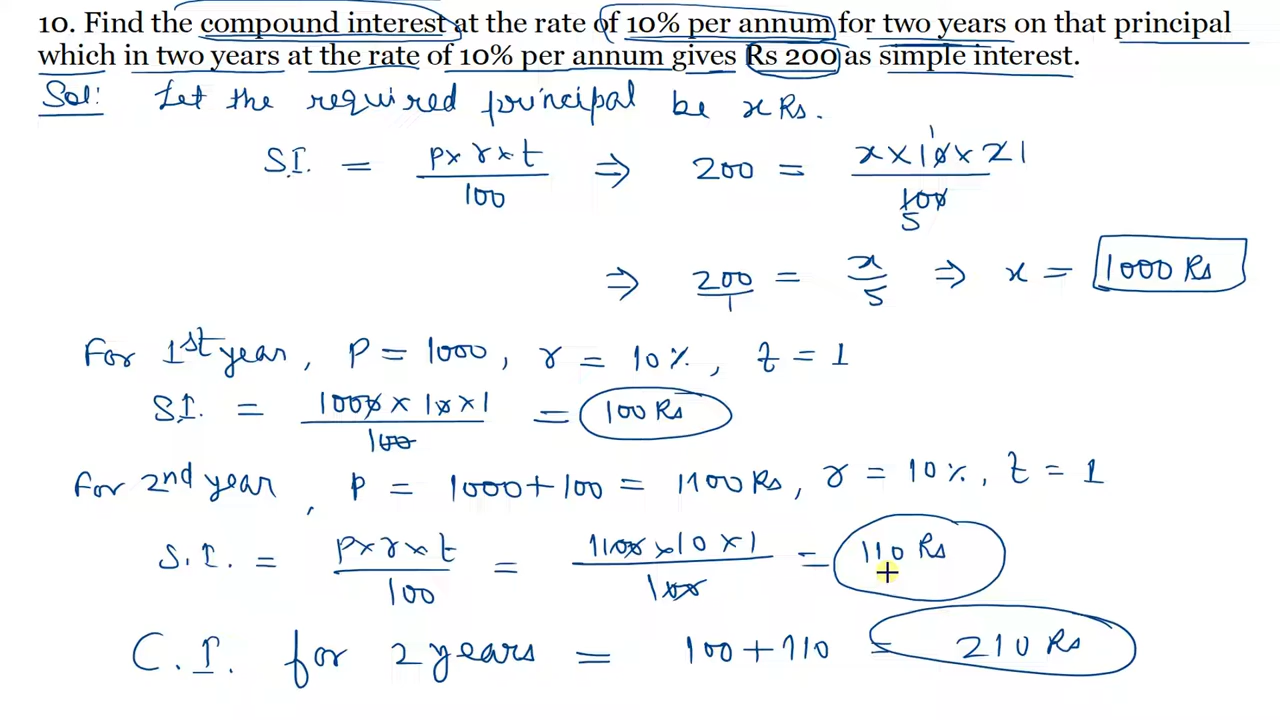 10. Find the compound interest at the rate of 10% per annum for two years on that principal
which in two years at the rate of 10% per annum gives Rs 200 as simple interest.
Sol: Let the required principal be x Rs.
S.I. = p× r× t / 100 ⇒ 200 = x × 10 × 2 1 / 100 5
⇒ 200/1 = x/5 ⇒ x = 1000 Rs
For 1st year, P = 1000, r = 10%, t = 1
S.I. = 1000 × 10 × 1 / 100 = 100 Rs
For 2nd year, P = 1000+100 = 1100 Rs, r = 10%, t = 1
S.I. = p× r× t / 100 = 1100 × 10 × 1 / 100 = 110 Rs
C.I. for 2 years = 100 + 110 = 210 Rs